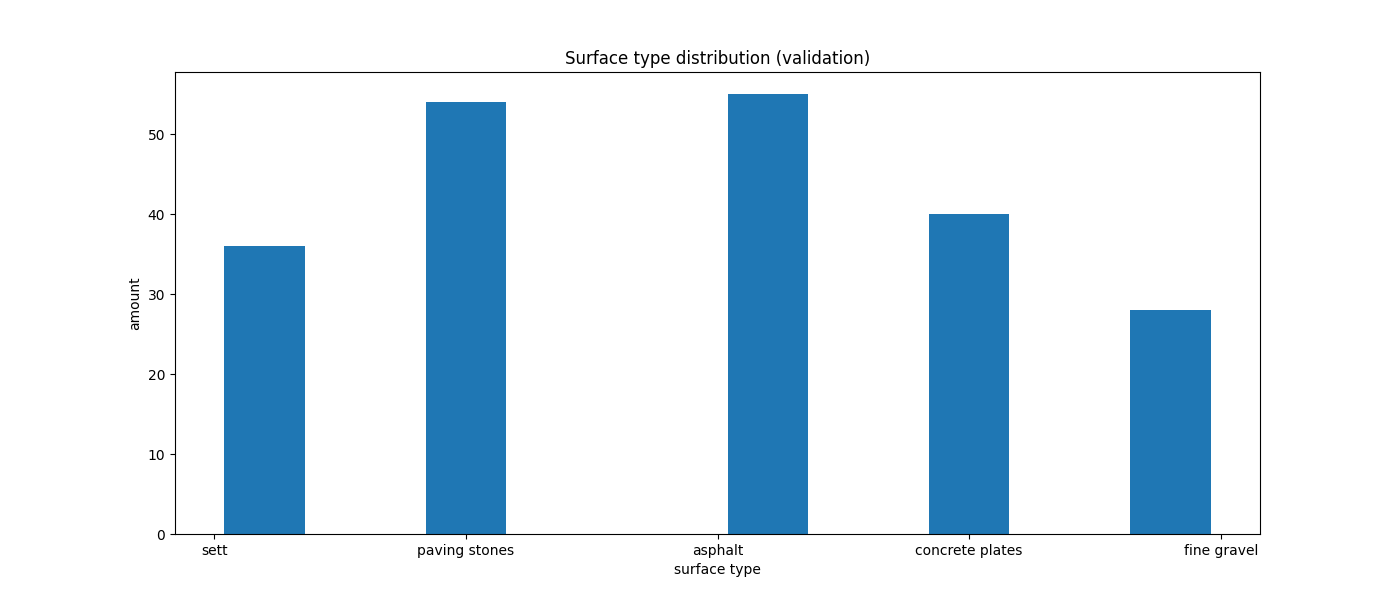 Surface type distribution (validation)
amount
50
40
30
20
10
0
sett paving stones asphalt concrete plates fine gravel
surface type